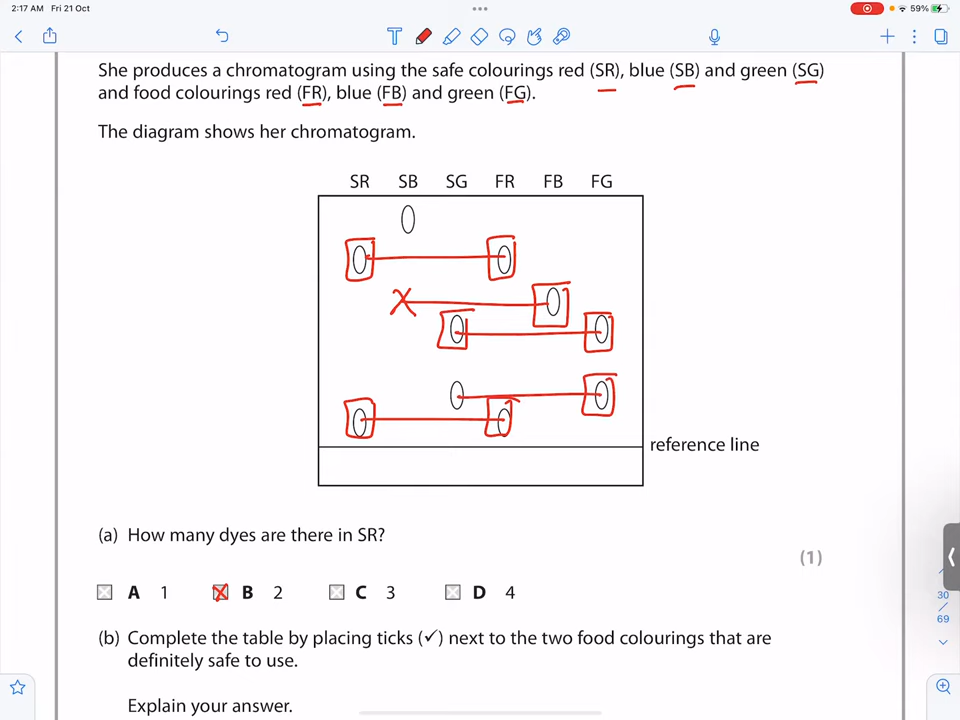 2:17 AM Fri 21 Oct
59%
She produces a chromatogram using the safe colourings red (SR), blue (SB) and green (SG)
and food colourings red (FR), blue (FB) and green (FG).
The diagram shows her chromatogram.
SR SB SG FR FB FG
reference line
(a) How many dyes are there in SR?
(1)
A 1 B 2 C 3 D 4
30
/
69
(b) Complete the table by placing ticks (✓) next to the two food colourings that are
definitely safe to use.
Explain your answer.